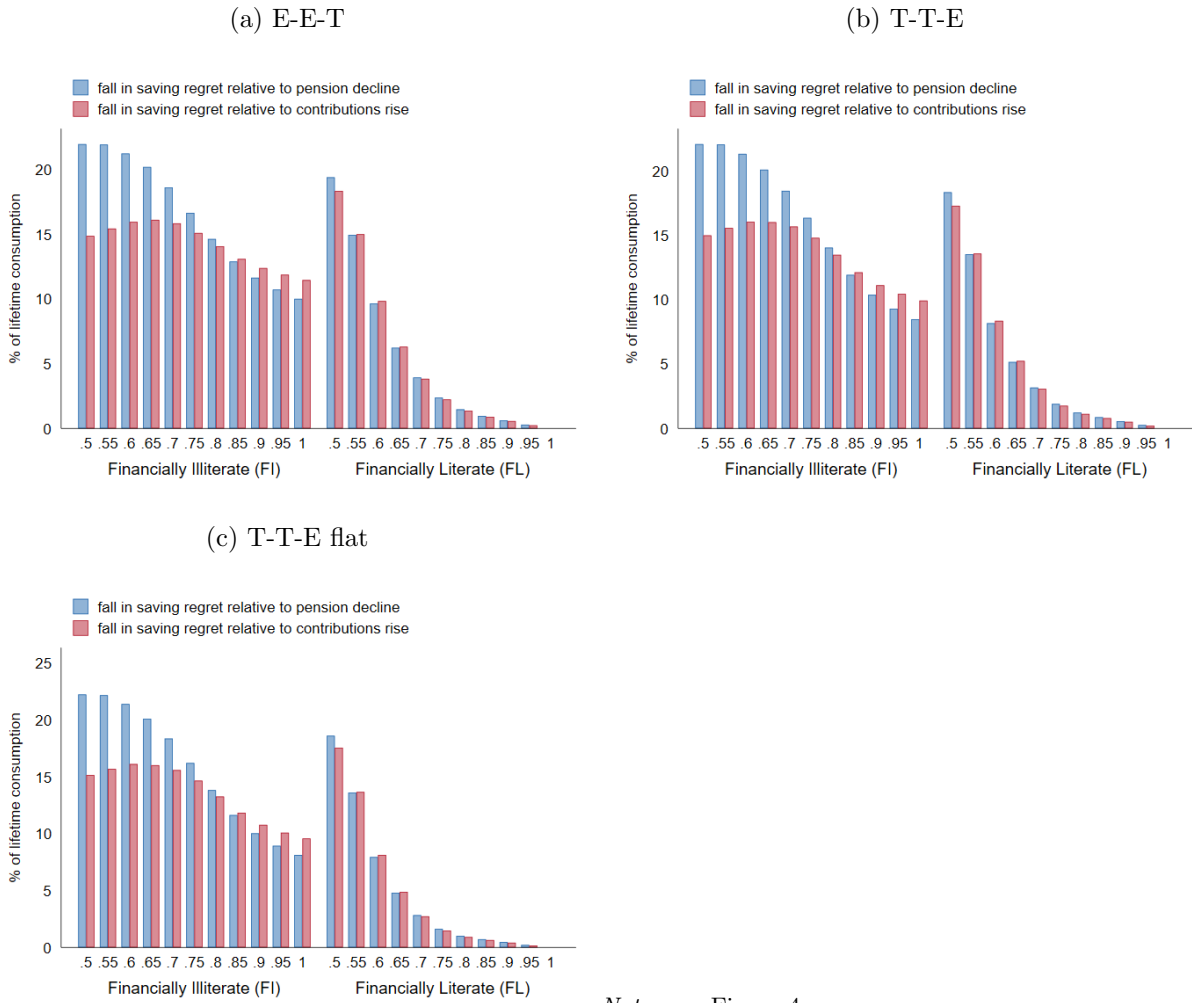 (a) E-E-T
fall in saving regret relative to pension decline
fall in saving regret relative to contributions rise
% of lifetime consumption
20
15
10
5
0
.5 .55 .6 .65 .7 .75 .8 .85 .9 .95 1 .5 .55 .6 .65 .7 .75 .8 .85 .9 .95 1
Financially Illiterate (FI) Financially Literate (FL)
(b) T-T-E
fall in saving regret relative to pension decline
fall in saving regret relative to contributions rise
% of lifetime consumption
20
15
10
5
0
.5 .55 .6 .65 .7 .75 .8 .85 .9 .95 1 .5 .55 .6 .65 .7 .75 .8 .85 .9 .95 1
Financially Illiterate (FI) Financially Literate (FL)
(c) T-T-E flat
fall in saving regret relative to pension decline
fall in saving regret relative to contributions rise
% of lifetime consumption
25
20
15
10
5
0
.5 .55 .6 .65 .7 .75 .8 .85 .9 .95 1 .5 .55 .6 .65 .7 .75 .8 .85 .9 .95 1
Financially Illiterate (FI) Financially Literate (FL)